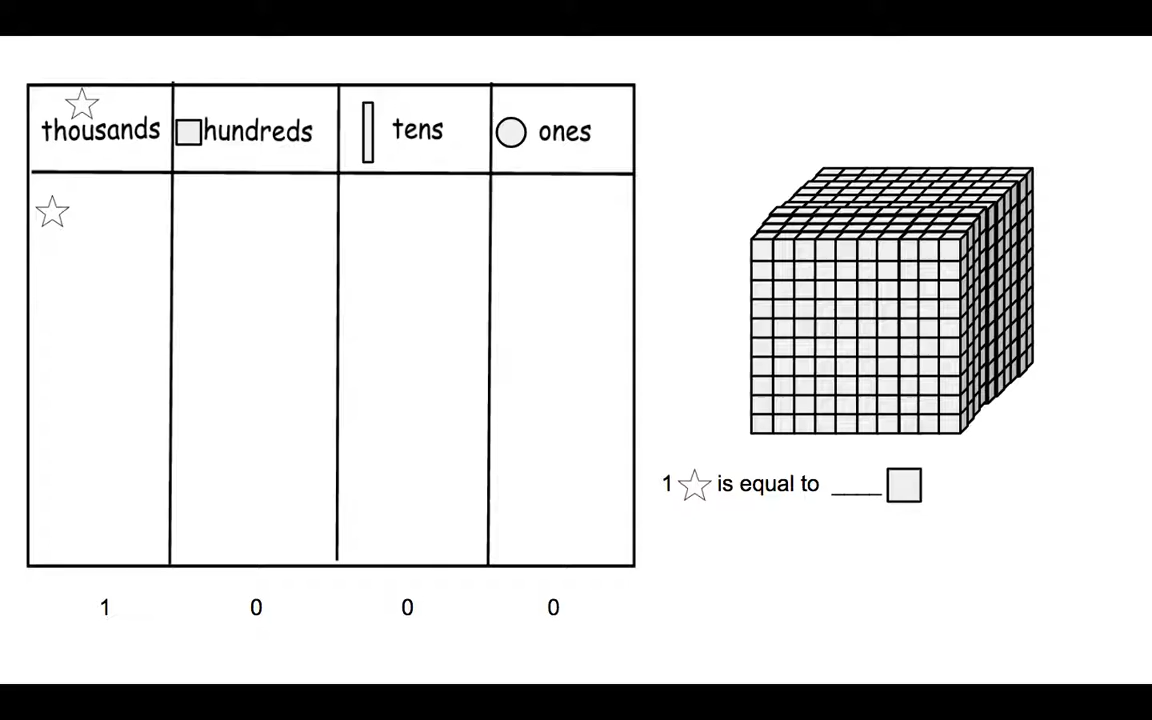 thousands hundreds tens ones
1 is equal to ____
1 0 0 0